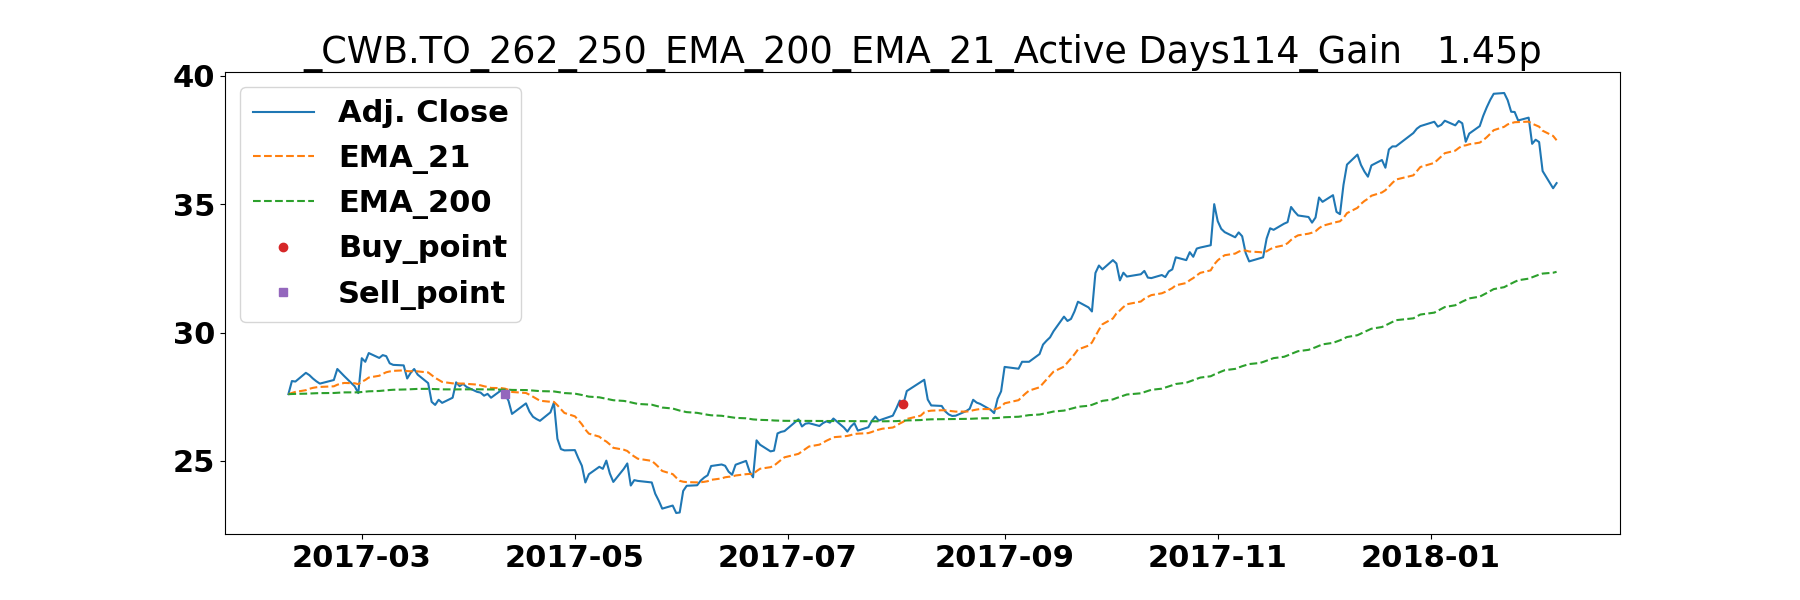 _CWB.TO_262_250_EMA_200_EMA_21_Active Days114_Gain   1.45p
40
35
30
25
Adj. Close
EMA_21
EMA_200
Buy_point
Sell_point
2017-03 2017-05 2017-07 2017-09 2017-11 2018-01